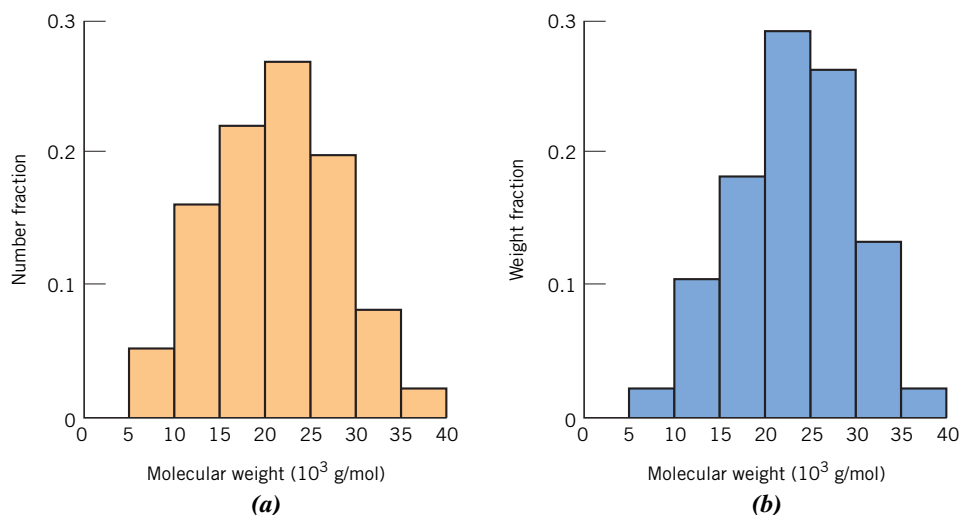 0.3
0.2
0.1
0
Number fraction
0 5 10 15 20 25 30 35 40
Molecular weight (10³ g/mol)
(a)
0.3
0.2
0.1
0
Weight fraction
0 5 10 15 20 25 30 35 40
Molecular weight (10³ g/mol)
(b)